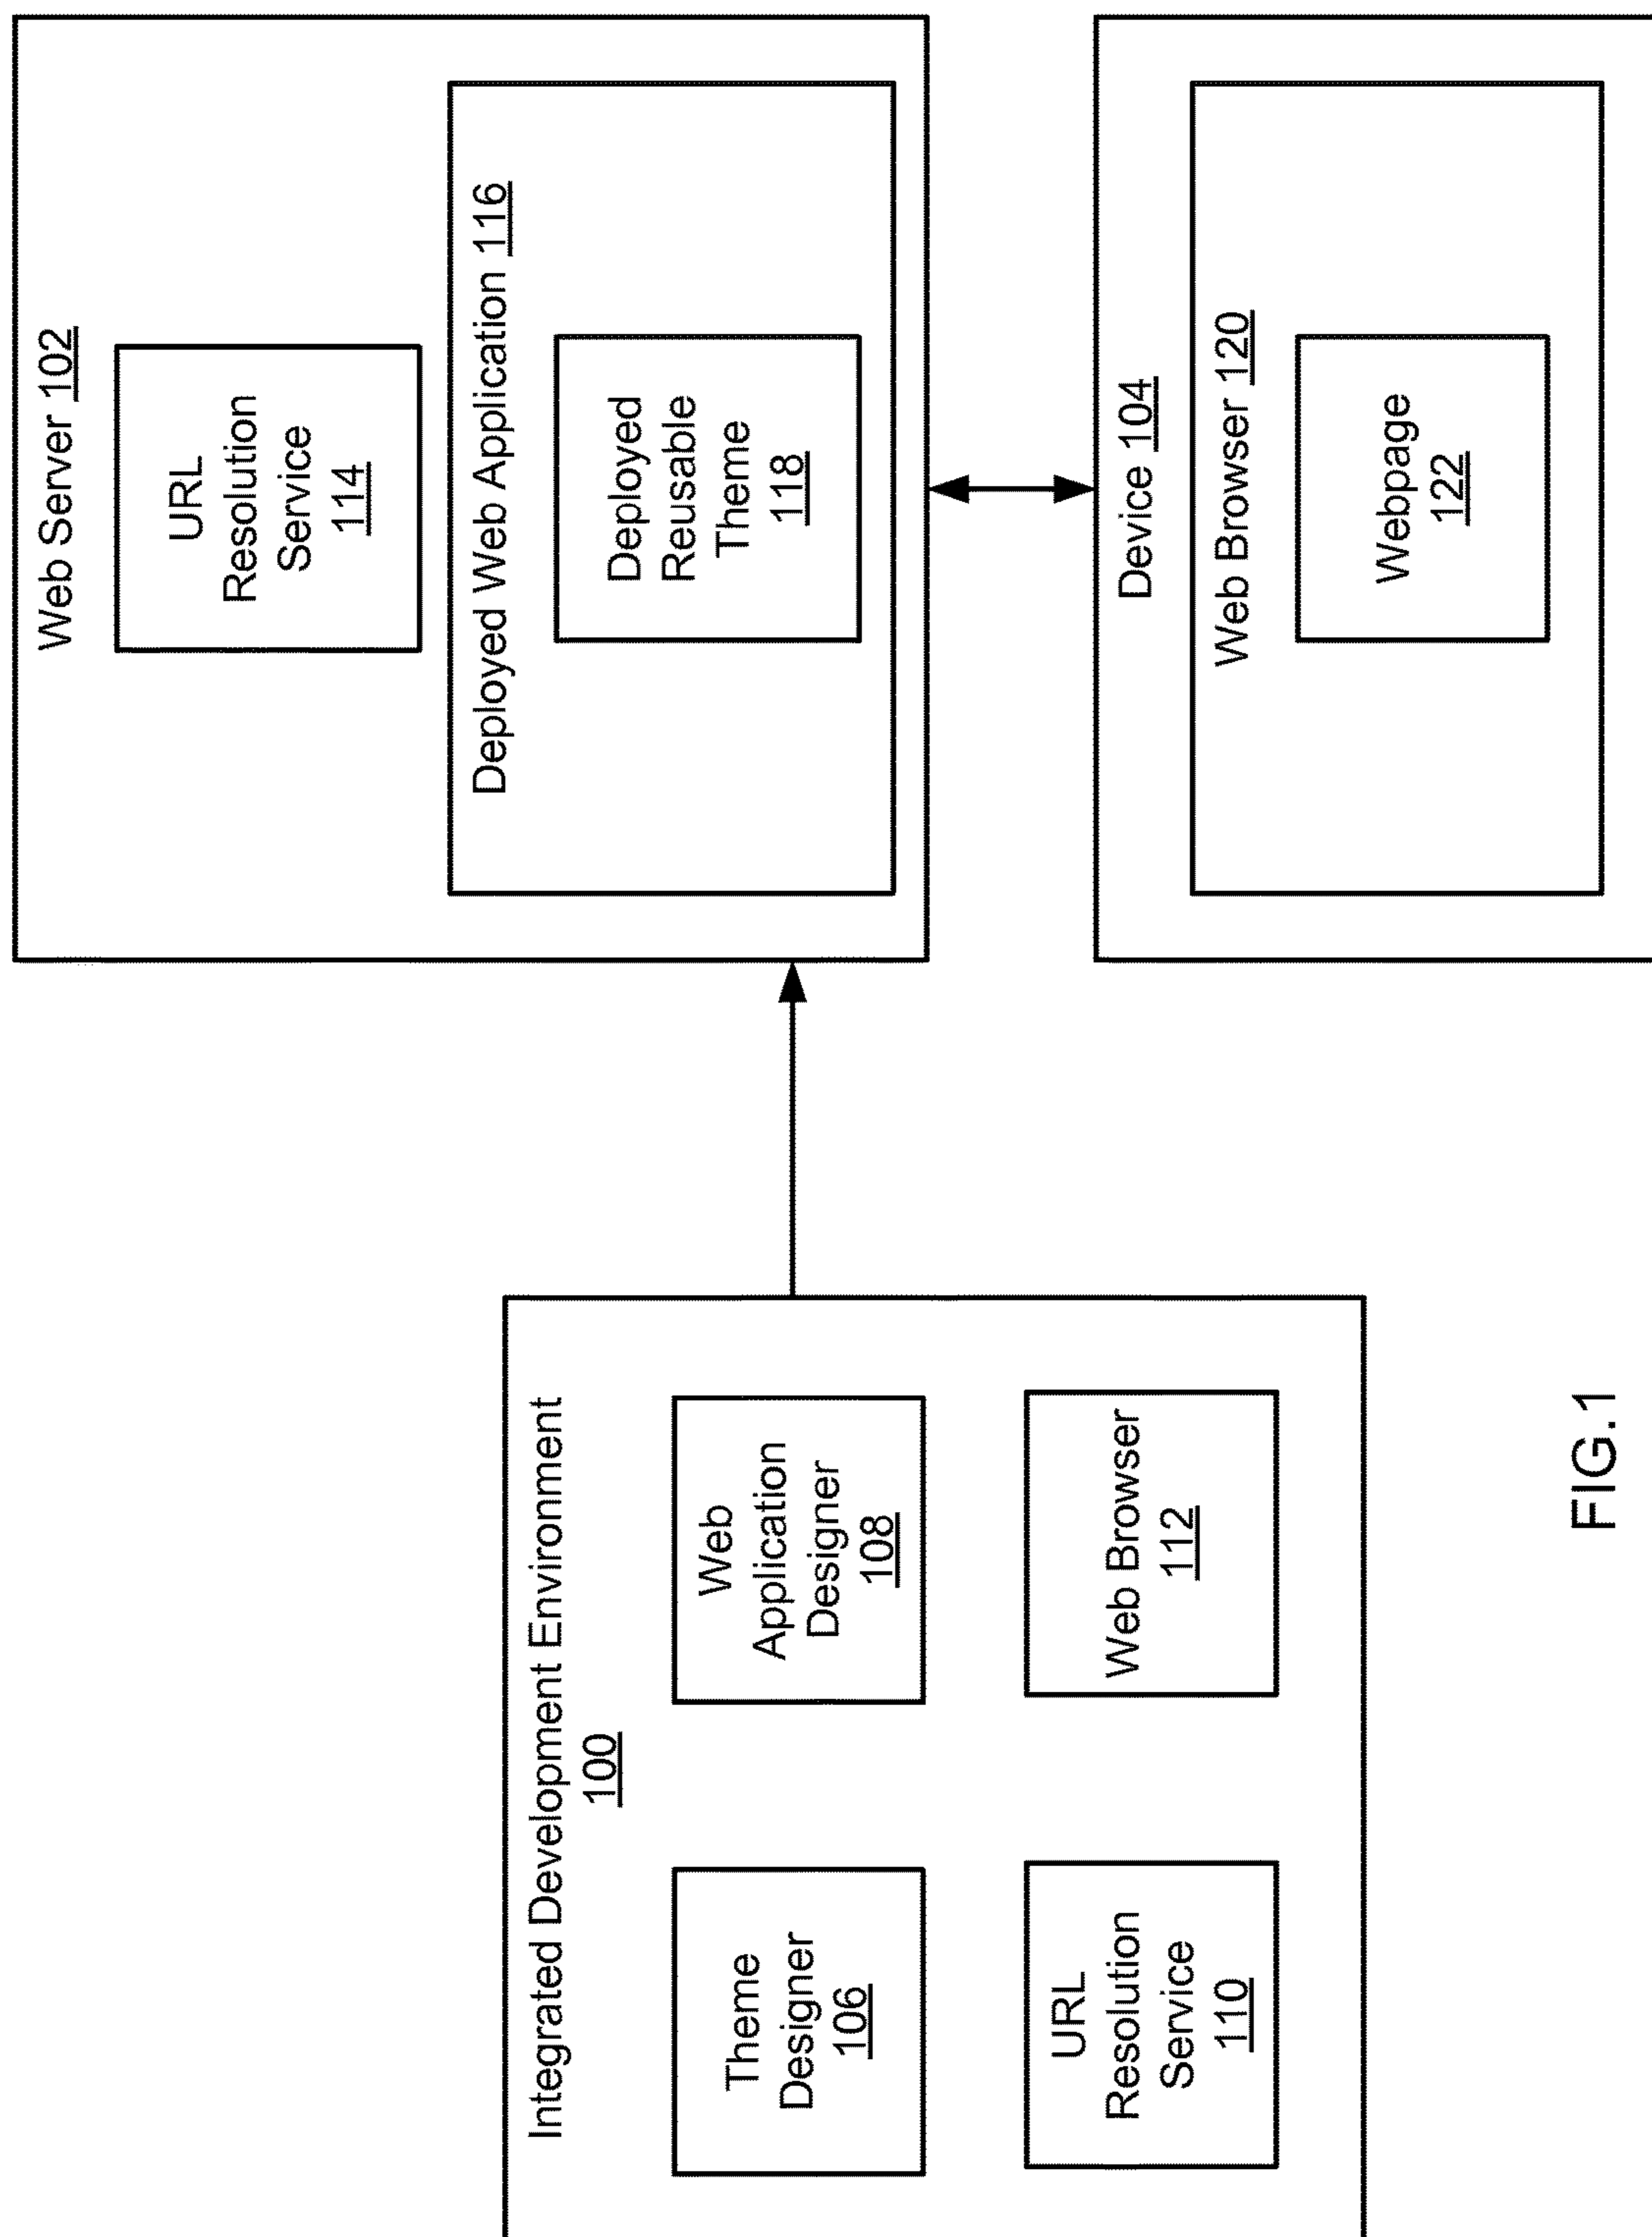 Integrated Development Environment
100
Theme
Designer
106
Web
Application
Designer
108
URL
Resolution
Service
110
Web Browser
112
Web Server 102
URL
Resolution
Service
114
Deployed Web Application 116
Deployed
Reusable
Theme
118
Device 104
Web Browser 120
Webpage
122
FIG.1